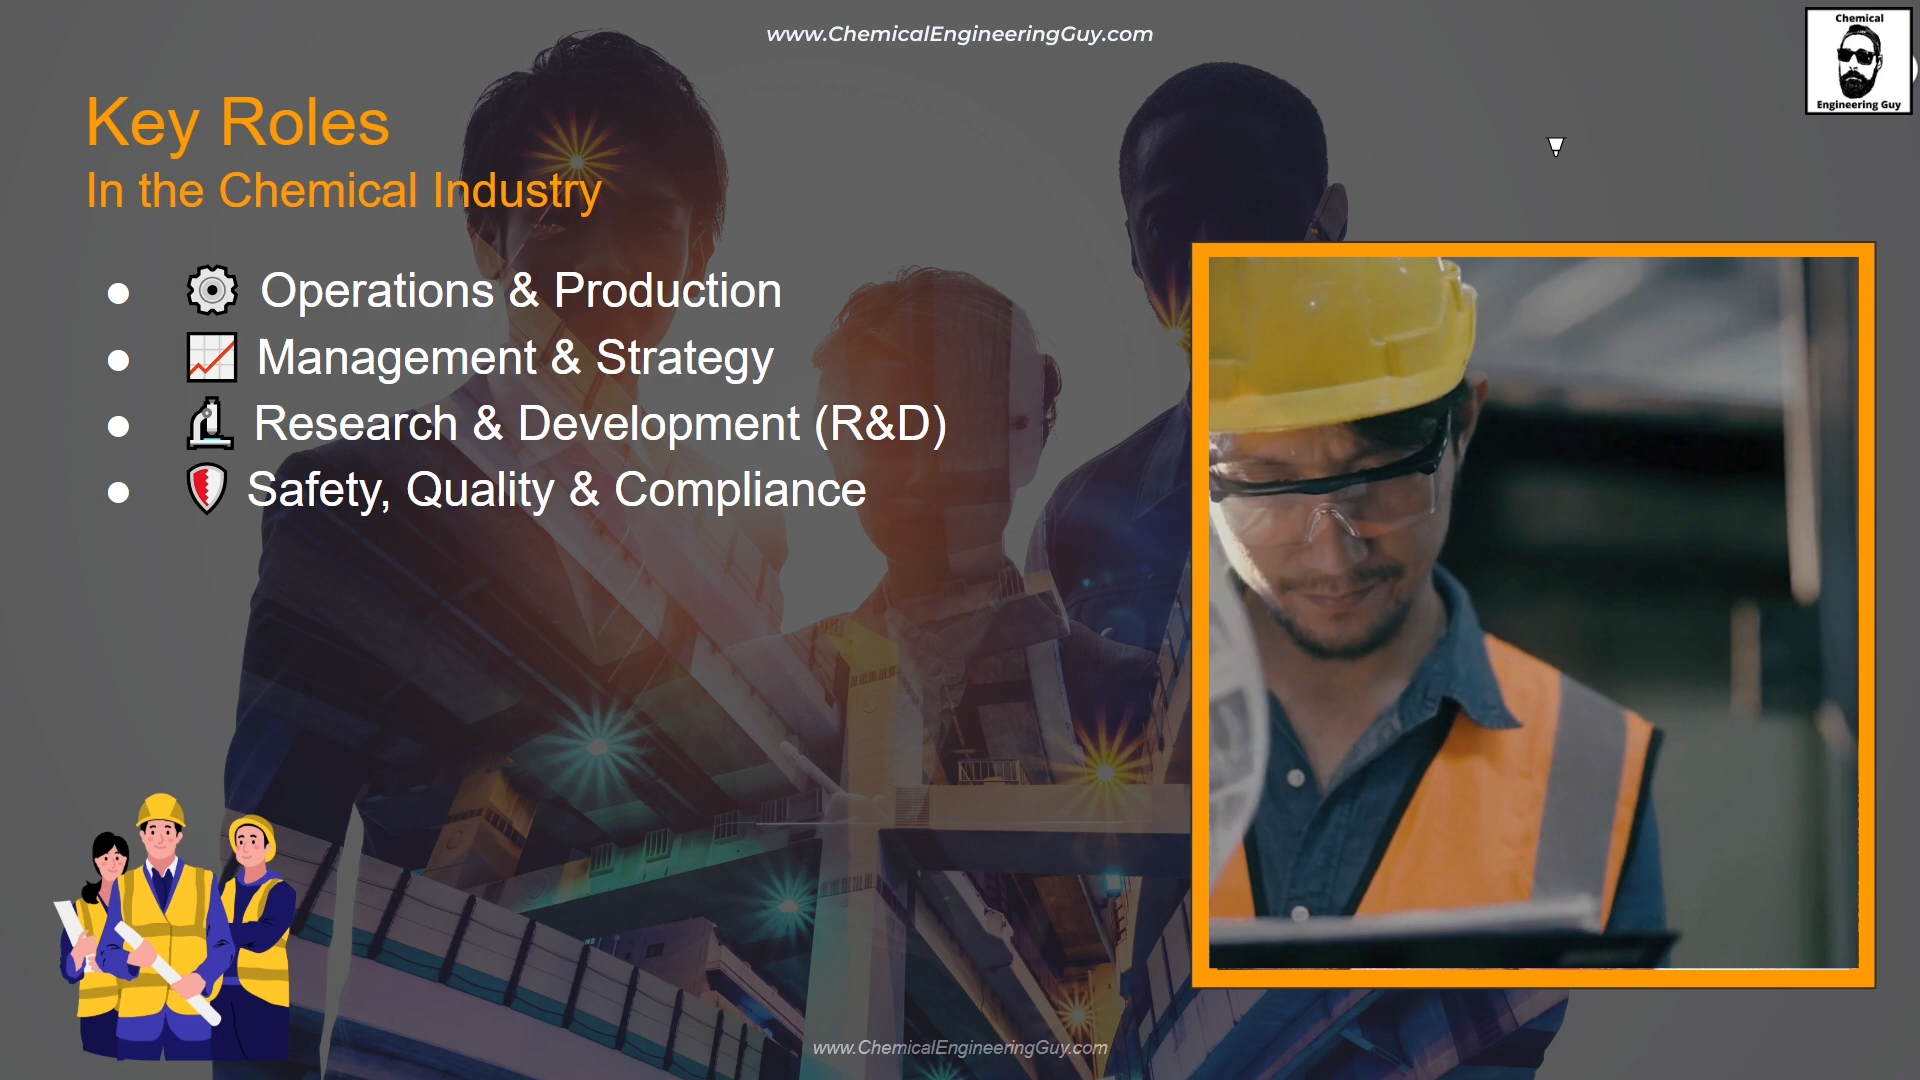 www.ChemicalEngineeringGuy.com
Chemical
Engineering Guy
Key Roles
In the Chemical Industry
● Operations & Production
● Management & Strategy
● Research & Development (R&D)
● Safety, Quality & Compliance
www.ChemicalEngineeringGuy.com